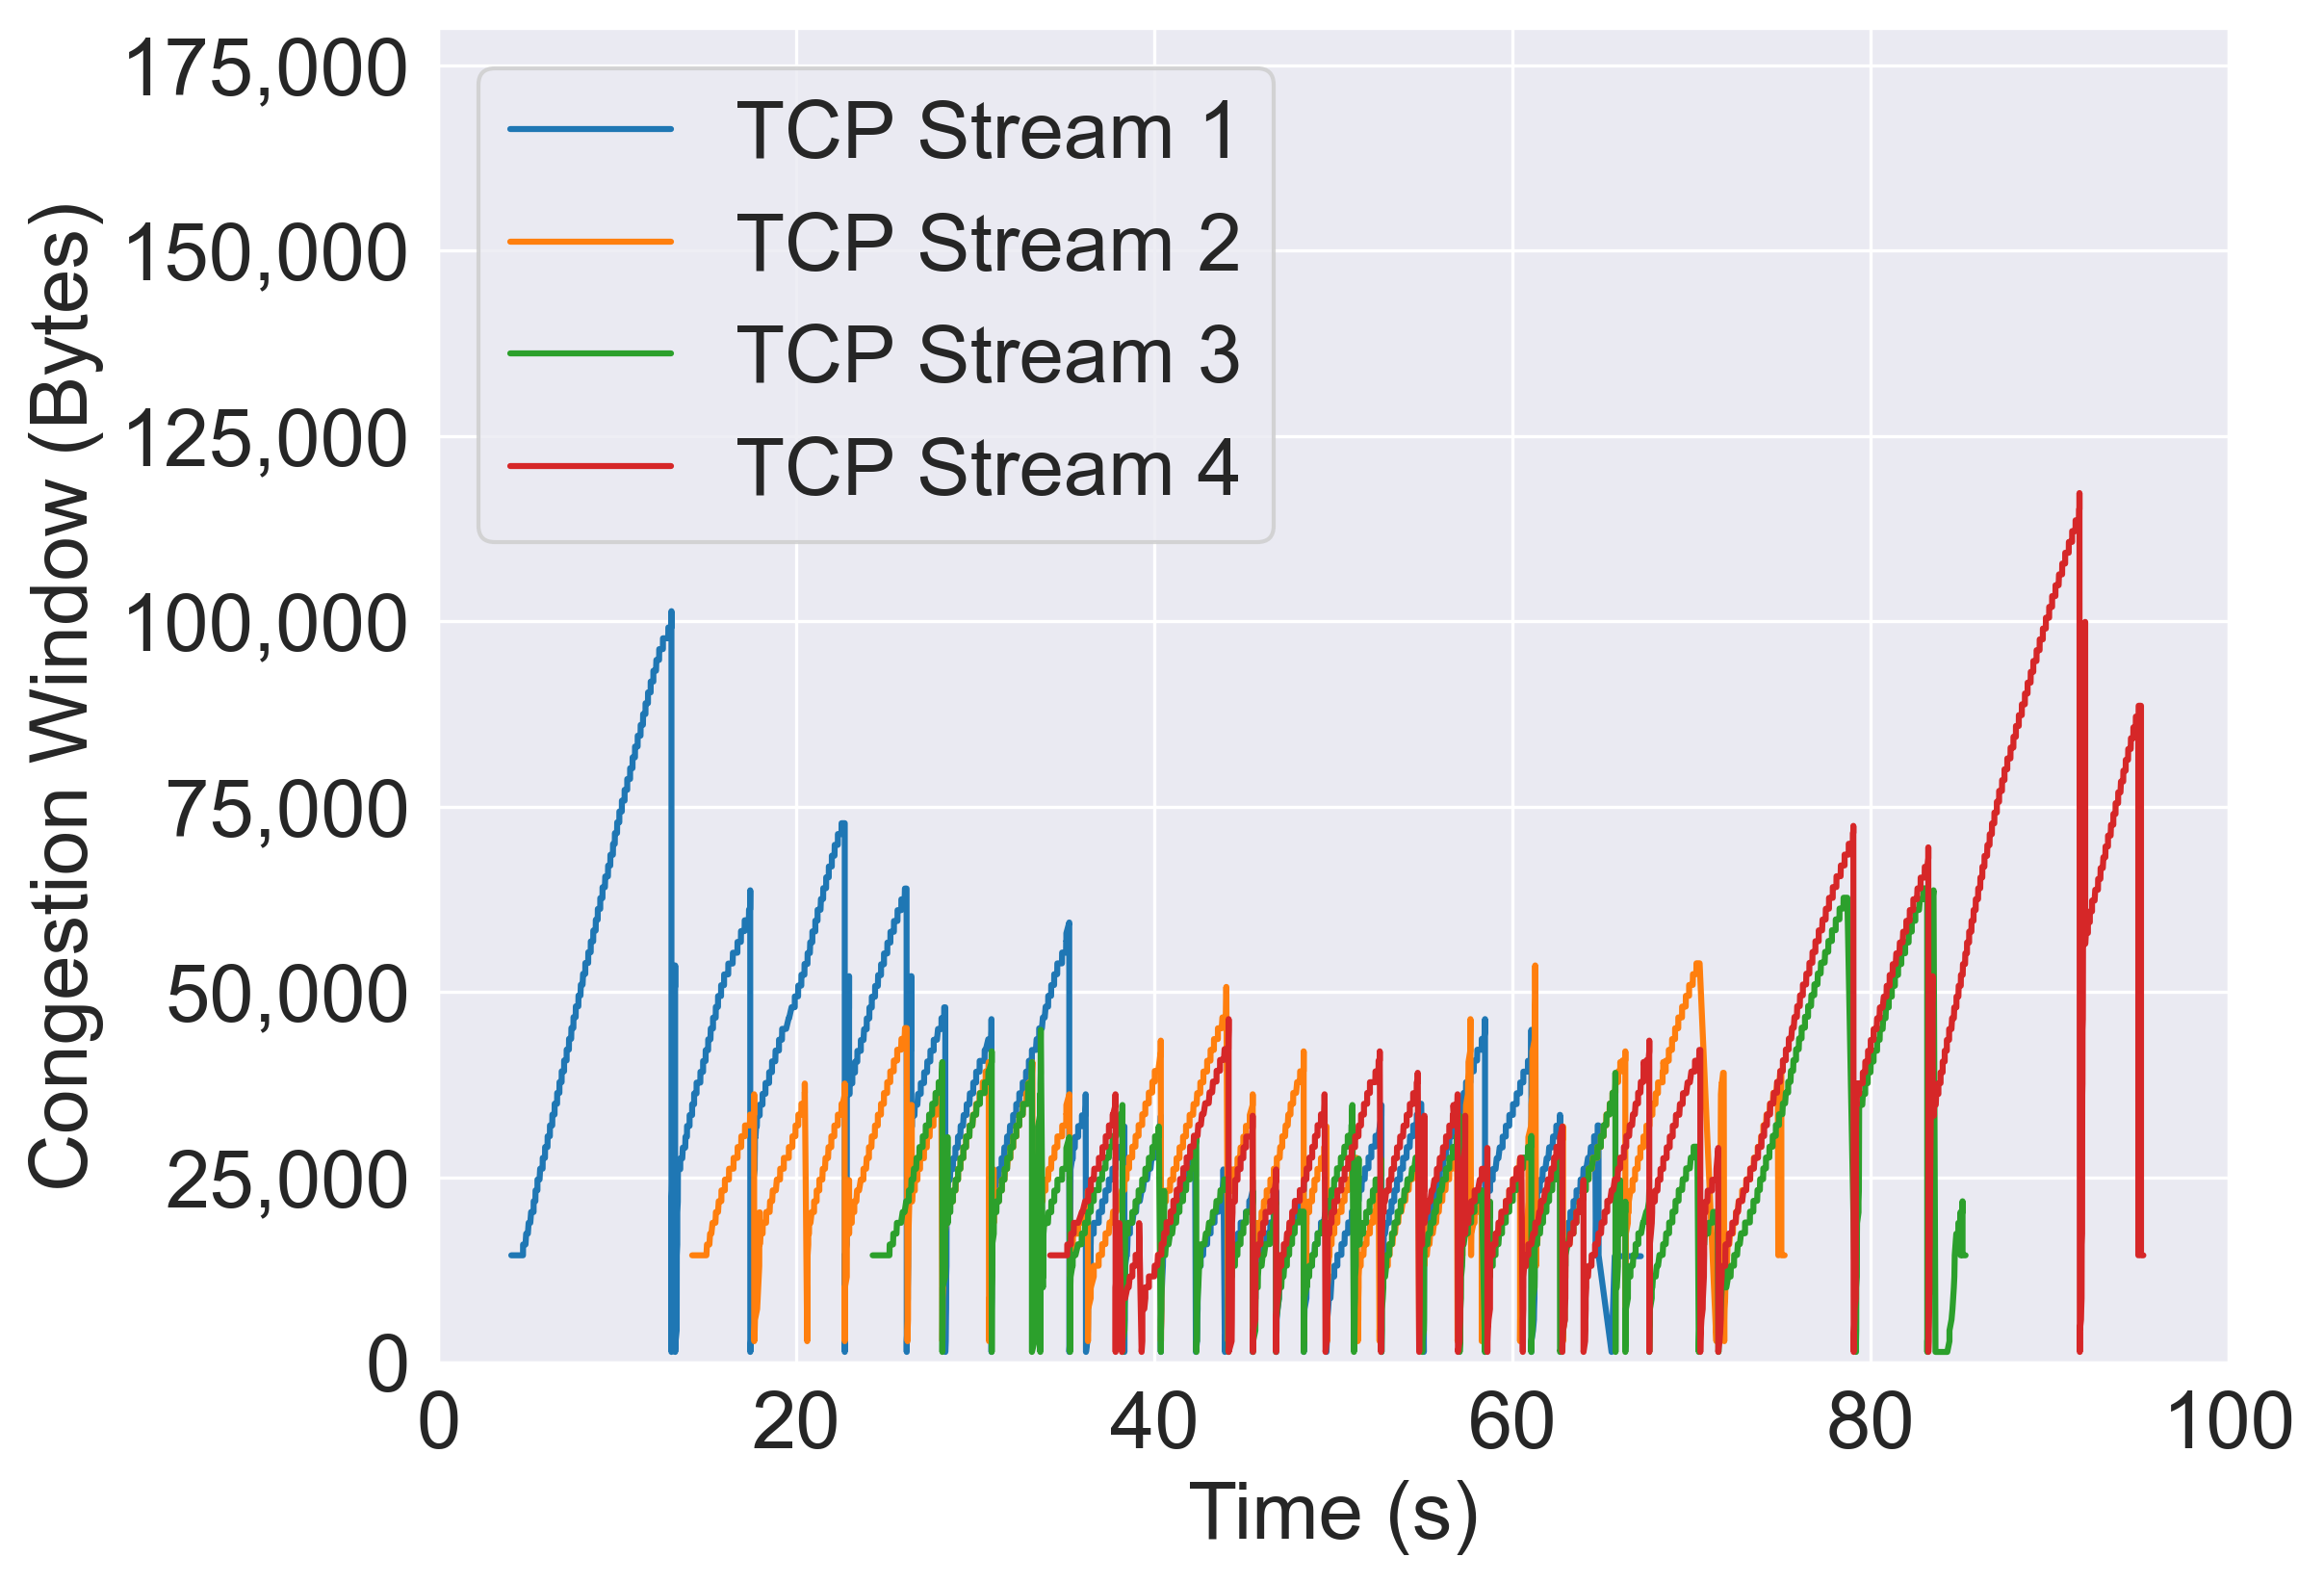 175,000
150,000
125,000
100,000
75,000
50,000
25,000
0
Congestion Window (Bytes)
TCP Stream 1
TCP Stream 2
TCP Stream 3
TCP Stream 4
0 20 40 60 80 100
Time (s)